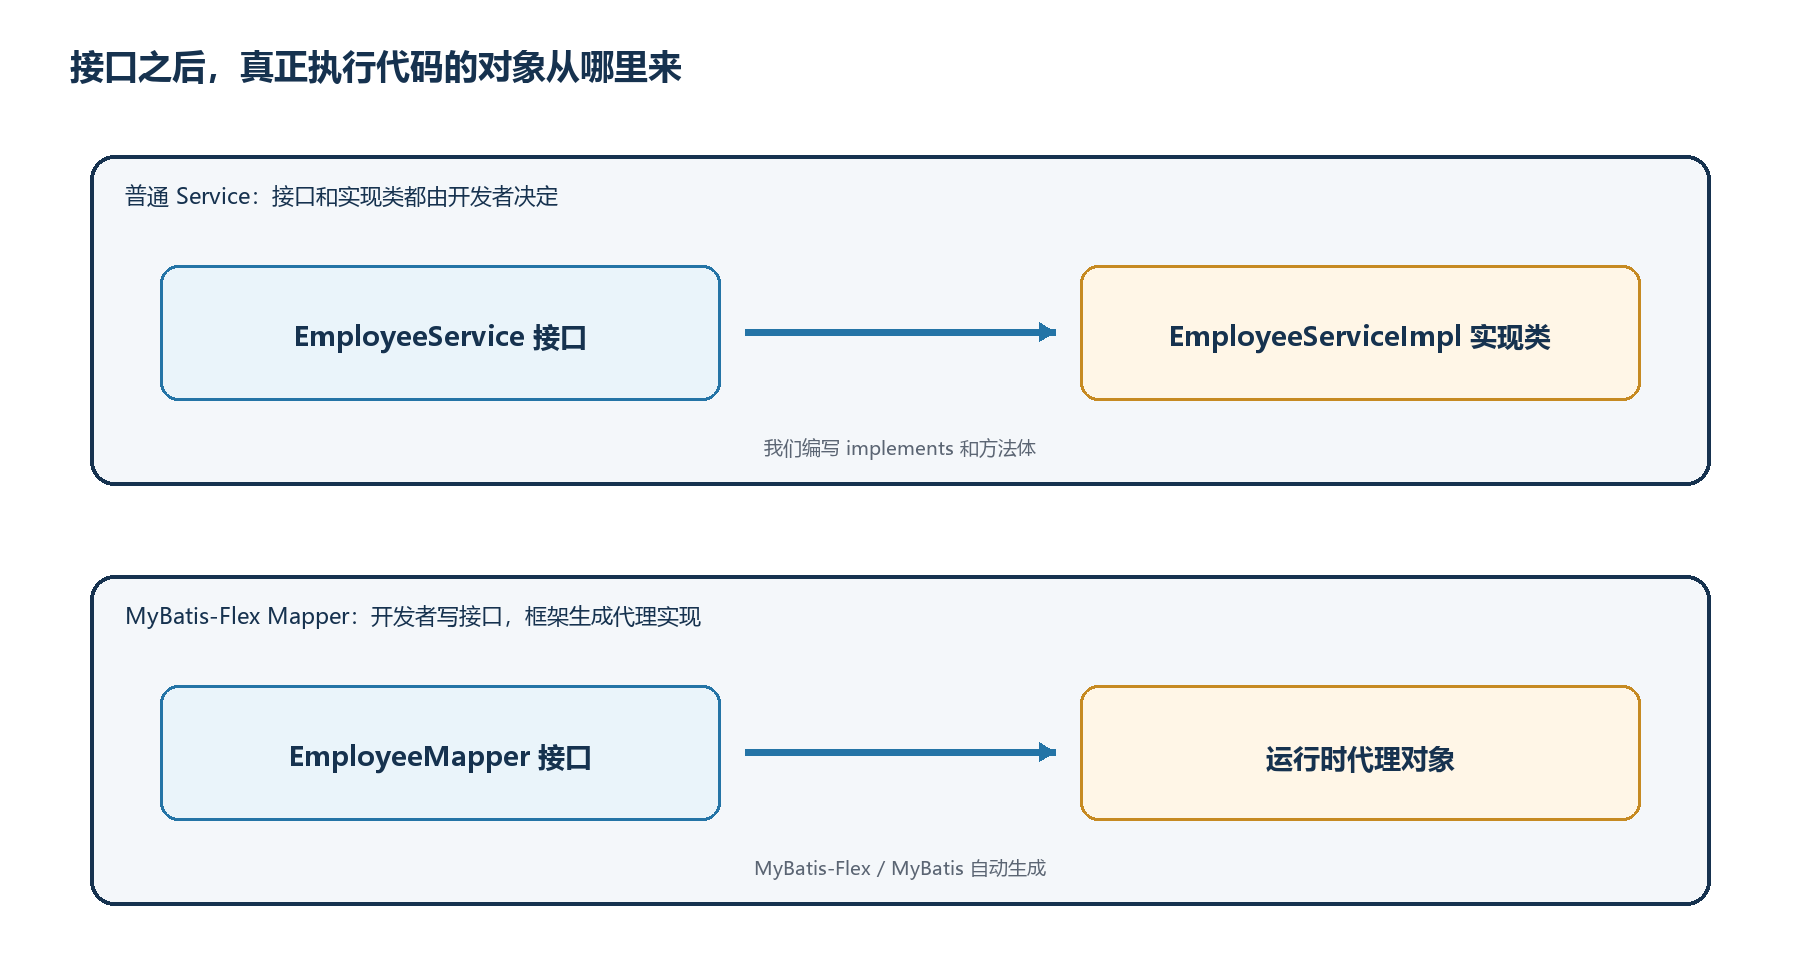 接口之后，真正执行代码的对象从哪里来
普通 Service：接口和实现类都由开发者决定
EmployeeService 接口
EmployeeServiceImpl 实现类
我们编写 implements 和方法体
MyBatis-Flex Mapper：开发者写接口，框架生成代理实现
EmployeeMapper 接口
运行时代理对象
MyBatis-Flex / MyBatis 自动生成